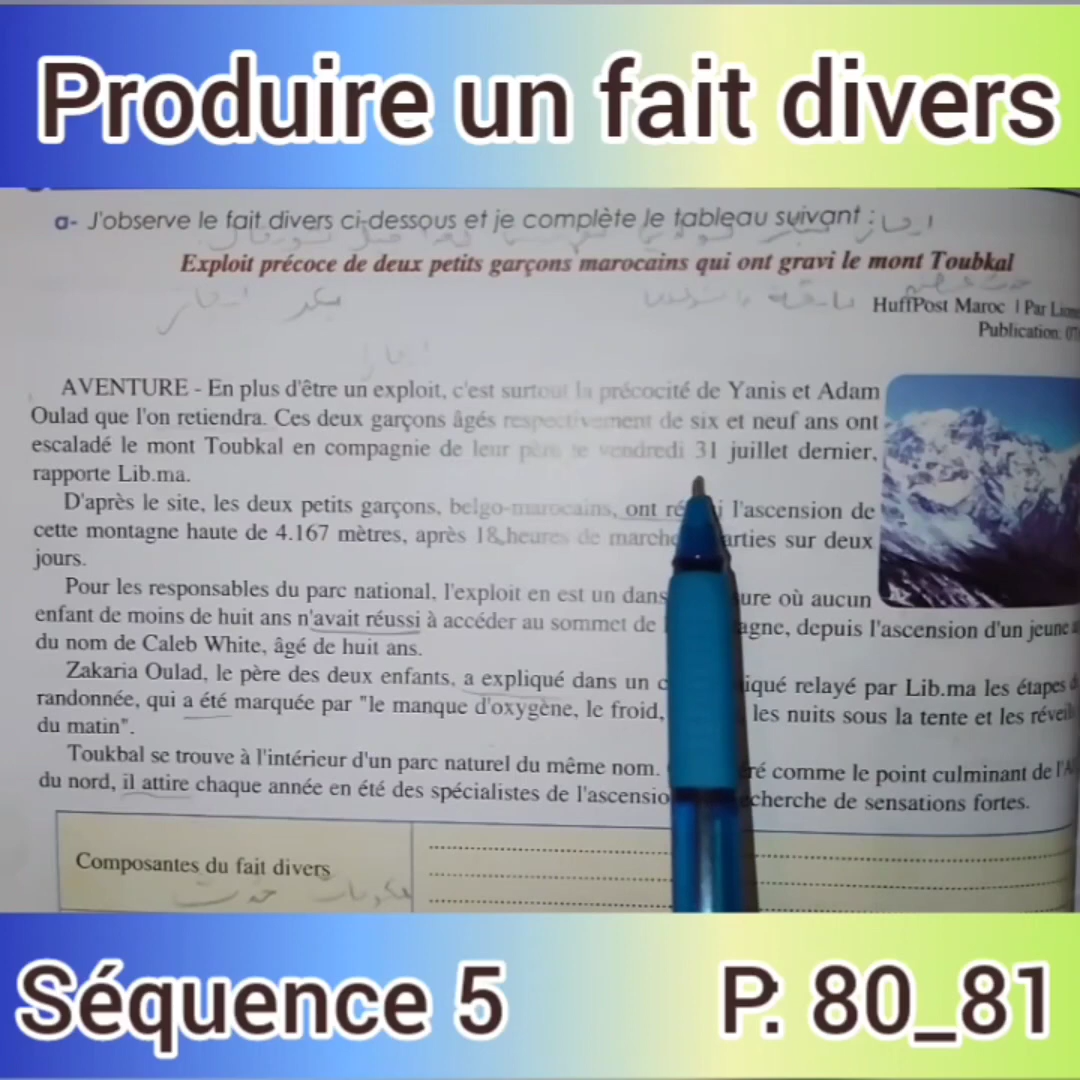 Produire un fait divers
a- J'observe le fait divers ci-dessous et je complète le tableau suivant :
Exploit précoce de deux petits garçons marocains qui ont gravi le mont Toubkal
HuffPost Maroc | Par
Publication.
AVENTURE - En plus d'être un exploit, c'est surtout la précocité de Yanis et Adam
Oulad que l'on retiendra. Ces deux garçons âgés respectivement de six et neuf ans ont
escaladé le mont Toubkal en compagnie de leur père le vendredi 31 juillet dernier,
rapporte Lib.ma.
D'après le site, les deux petits garçons, belgo-marocains, ont l'ascension de
cette montagne haute de 4.167 mètres, après 18 heures de marche sur deux
jours.
Pour les responsables du parc national, l'exploit en est un dans où aucun
enfant de moins de huit ans n'avait réussi à accéder au sommet de depuis l'ascension d'un jeune
du nom de Caleb White, âgé de huit ans.
Zakaria Oulad, le père des deux enfants, a expliqué dans un relayé par Lib.ma les étapes
randonnée, qui a été marquée par "le manque d'oxygène, le froid, les nuits sous la tente et les
du matin".
Toukbal se trouve à l'intérieur d'un parc naturel du même nom. comme le point culminant de
du nord, il attire chaque année en été des spécialistes de de sensations fortes.
Composantes du fait divers
Séquence 5
P. 80_81